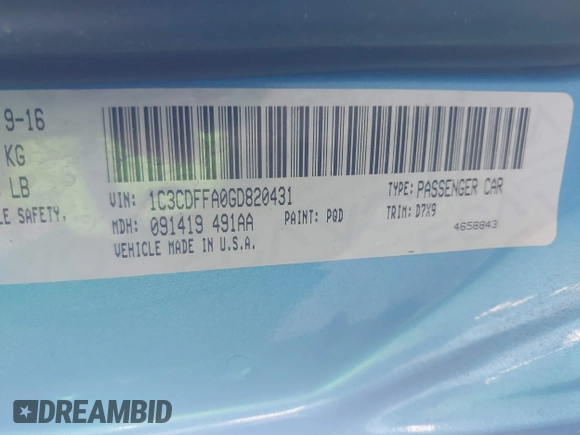 9-16
KG
LB
LE SAFETY.
VIN: 1C3CDFFA0GD820431
TYPE: PASSENGER CAR
MDH: 091419 491AA
PAINT: PQD
TRIM: D7X9
VEHICLE MADE IN U.S.A.
4658843
DREAMBID